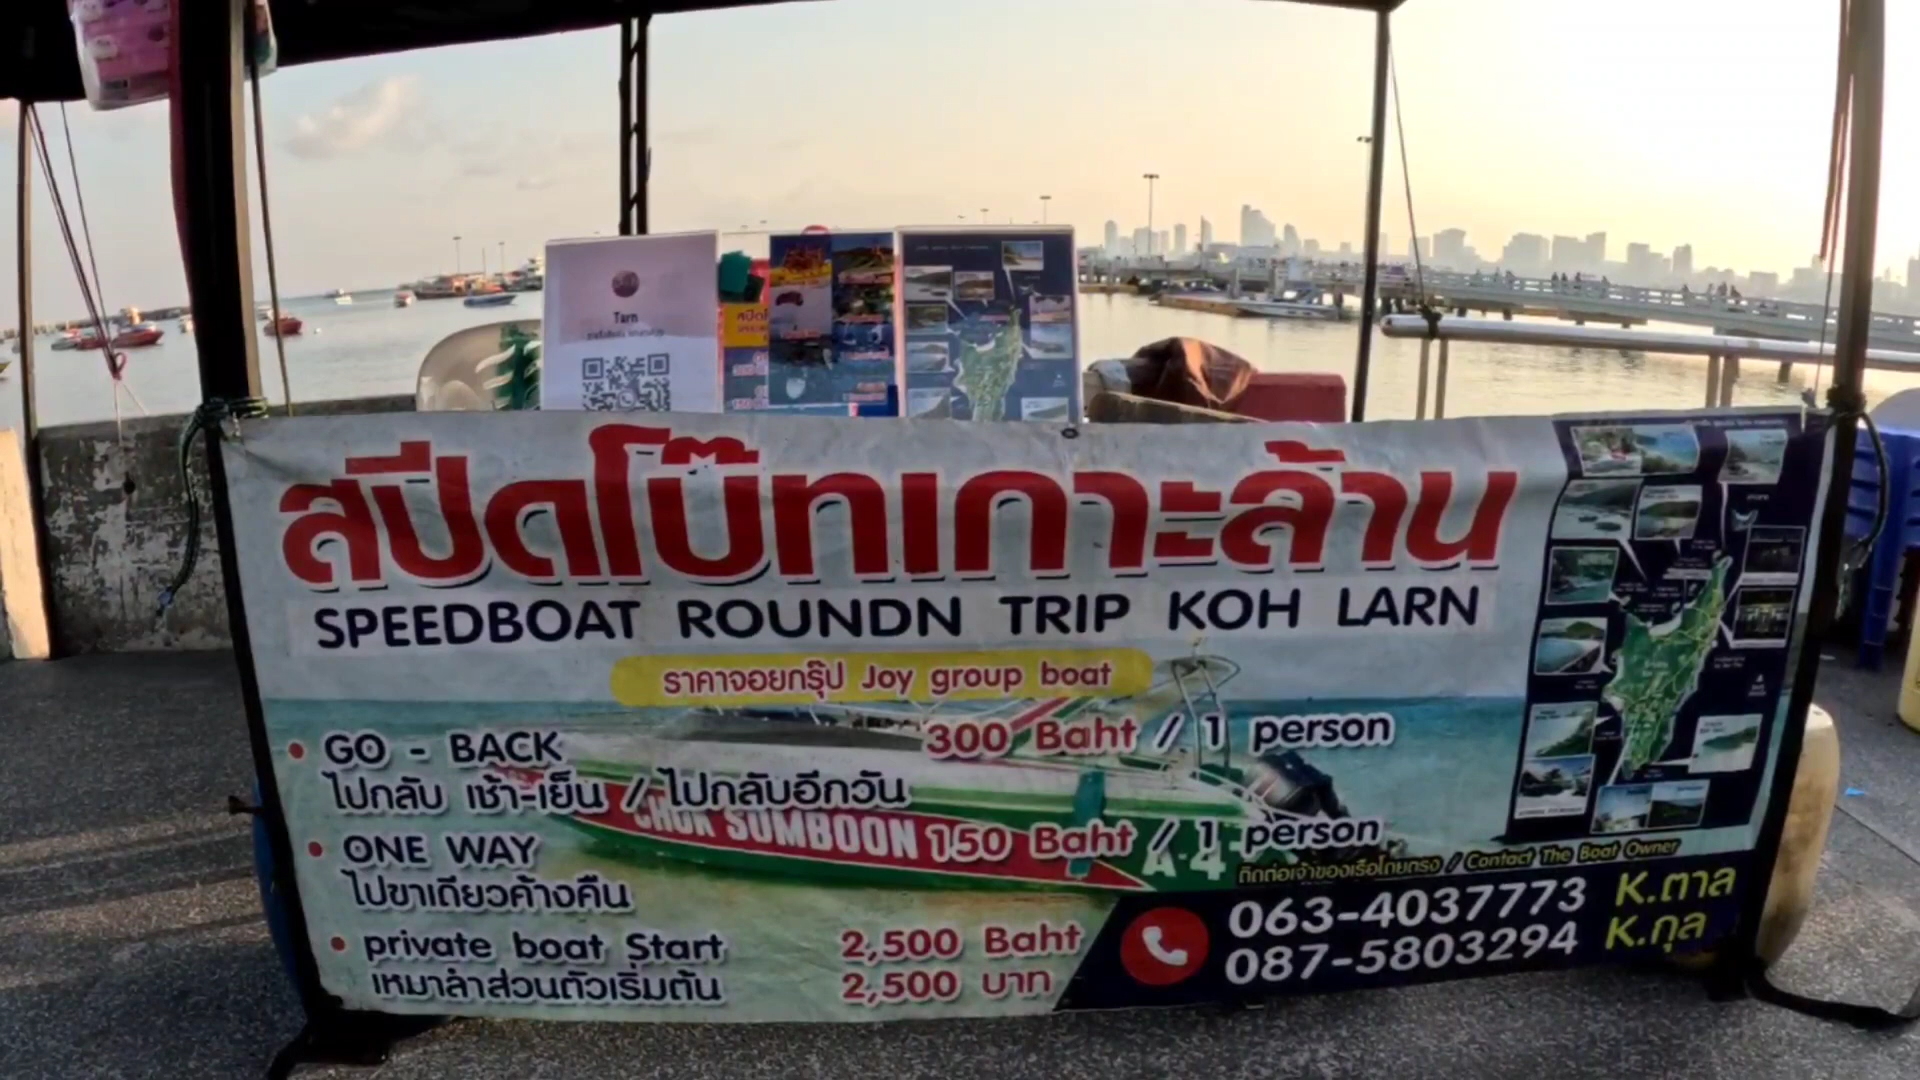 Tarn
สปีดโบ๊ทเกาะล้าน
SPEEDBOAT ROUNDN TRIP KOH LARN
ราคาจอยกรุ๊ป Joy group boat
GO - BACK 300 Baht / 1 person
ไปกลับ เช้า-เย็น / ไปกลับอีกวัน
CHOK SOMBOON
ONE WAY 150 Baht / 1 person
A-4
ไปขาเดียวค้างคืน
ติดต่อเจ้าของเรือโดยตรง / Contact The Boat Owner
private boat Start 2,500 Baht
เหมาลำส่วนตัวเริ่มต้น 2,500 บาท
063-4037773 K.ตาล
087-5803294 K.กุล